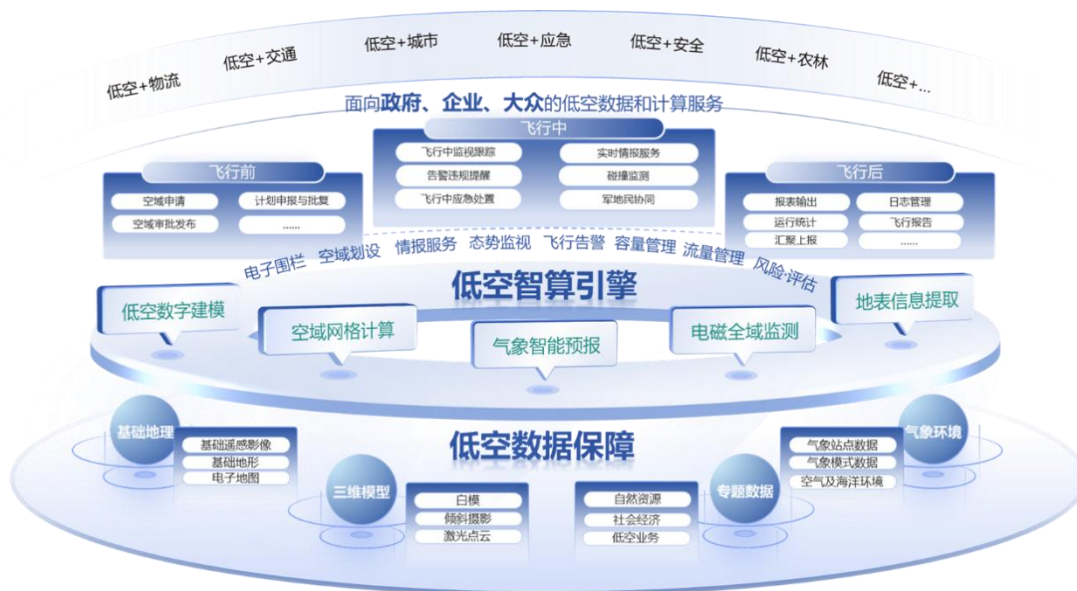 低空+物流 低空+交通 低空+城市 低空+应急 低空+安全 低空+农林 低空+...
面向政府、企业、大众的低空数据和计算服务
飞行前
空域申请 计划申报与批复
空域审批发布 ......
飞行中
飞行中监视跟踪 实时情报服务
告警违规提醒 碰撞监测
飞行中应急处置 军地民协同
飞行后
报表输出 日志管理
运行统计 飞行报告
汇聚上报 ......
电子围栏 空域划设 情报服务 态势监视 飞行告警 容量管理 流量管理 风险·评估
低空智算引擎
低空数字建模 空域网格计算 气象智能预报 电磁全域监测 地表信息提取
低空数据保障
基础地理
基础遥感影像
基础地形
电子地图
三维模型
白模
倾斜摄影
激光点云
专题数据
自然资源
社会经济
低空业务
气象环境
气象站点数据
气象模式数据
空气及海洋环境